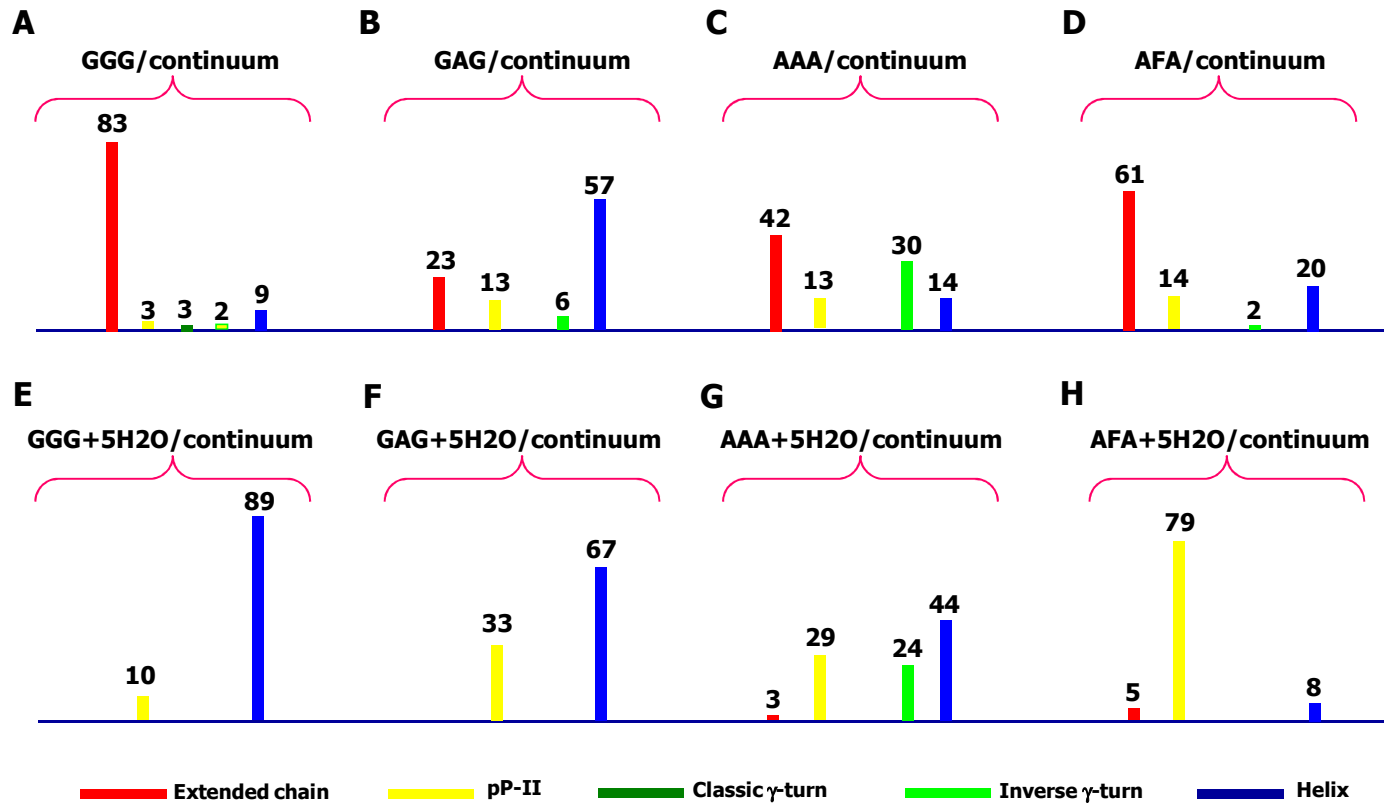 A B C D
GGG/continuum GAG/continuum AAA/continuum AFA/continuum
83 3 3 2 9
23 13 6 57
42 13 30 14
61 14 2 20
E F G H
GGG+5H2O/continuum GAG+5H2O/continuum AAA+5H2O/continuum AFA+5H2O/continuum
10 89
33 67
3 29 24 44
5 79 8
Extended chain pP-II Classic γ-turn Inverse γ-turn Helix